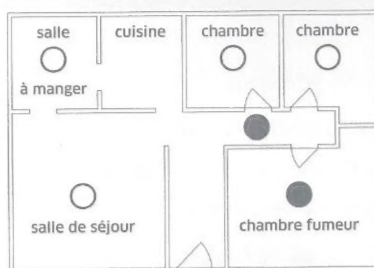 salle
à manger
cuisine
chambre
chambre
salle de séjour
chambre fumeur